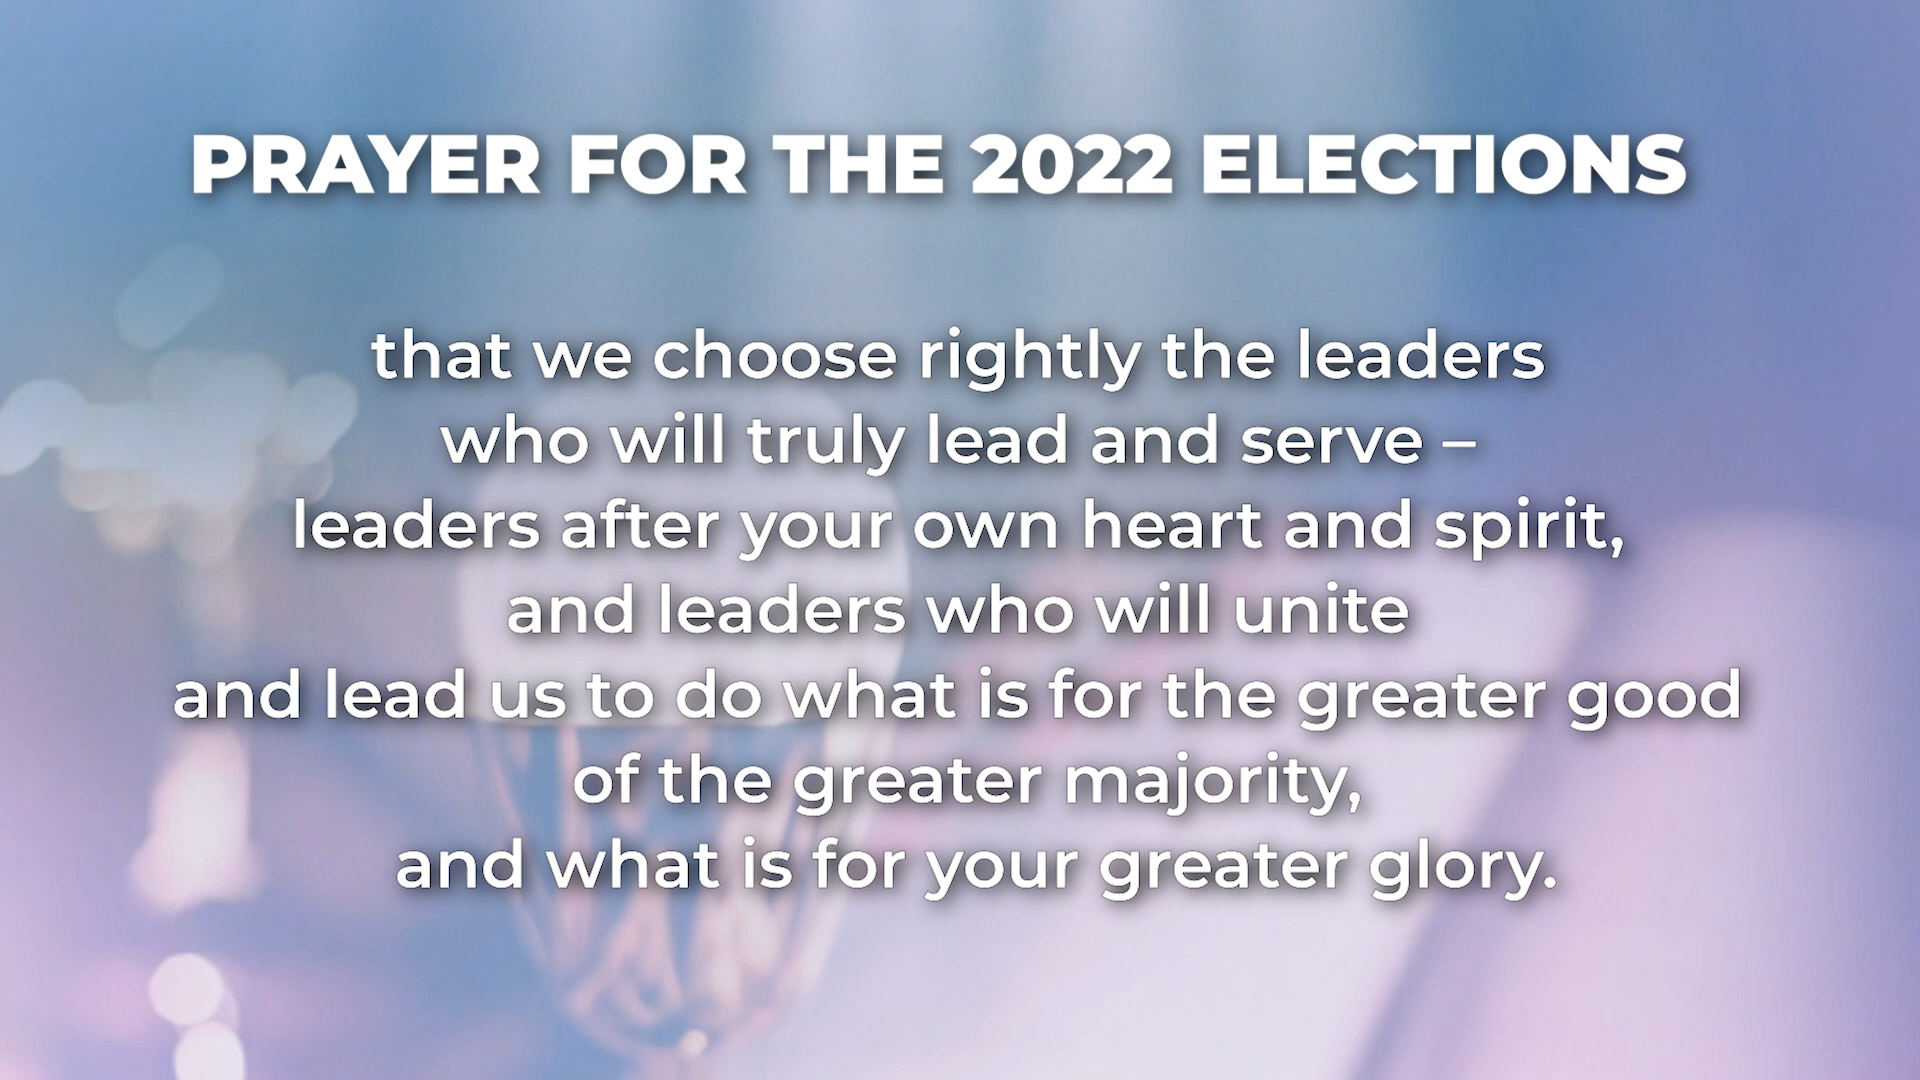 PRAYER FOR THE 2022 ELECTIONS
that we choose rightly the leaders
who will truly lead and serve –
leaders after your own heart and spirit,
and leaders who will unite
and lead us to do what is for the greater good
of the greater majority,
and what is for your greater glory.